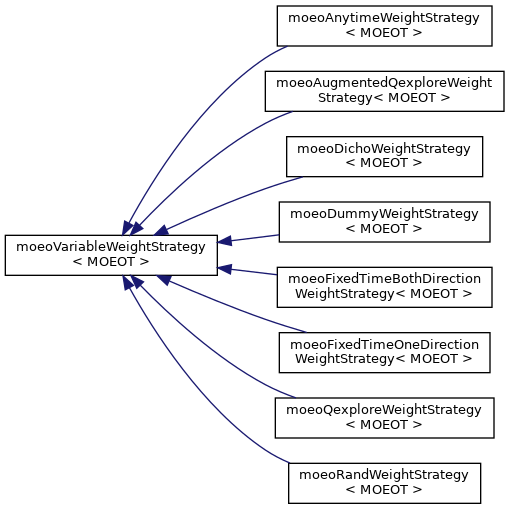 moeoAnytimeWeightStrategy
< MOEOT >
moeoAugmentedQexploreWeight
Strategy< MOEOT >
moeoDichoWeightStrategy
< MOEOT >
moeoDummyWeightStrategy
< MOEOT >
moeoVariableWeightStrategy
< MOEOT >
moeoFixedTimeBothDirection
WeightStrategy< MOEOT >
moeoFixedTimeOneDirection
WeightStrategy< MOEOT >
moeoQexploreWeightStrategy
< MOEOT >
moeoRandWeightStrategy
< MOEOT >